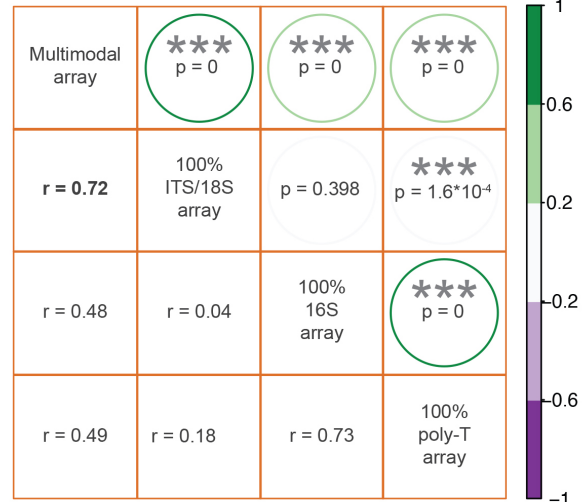 Multimodal
array
***
p = 0
***
p = 0
***
p = 0
r = 0.72
100%
ITS/18S
array
p = 0.398
***
p = 1.6*10-4
r = 0.48
r = 0.04
100%
16S
array
***
p = 0
r = 0.49
r = 0.18
r = 0.73
100%
poly-T
array
1
0.6
0.2
-0.2
-0.6
-1